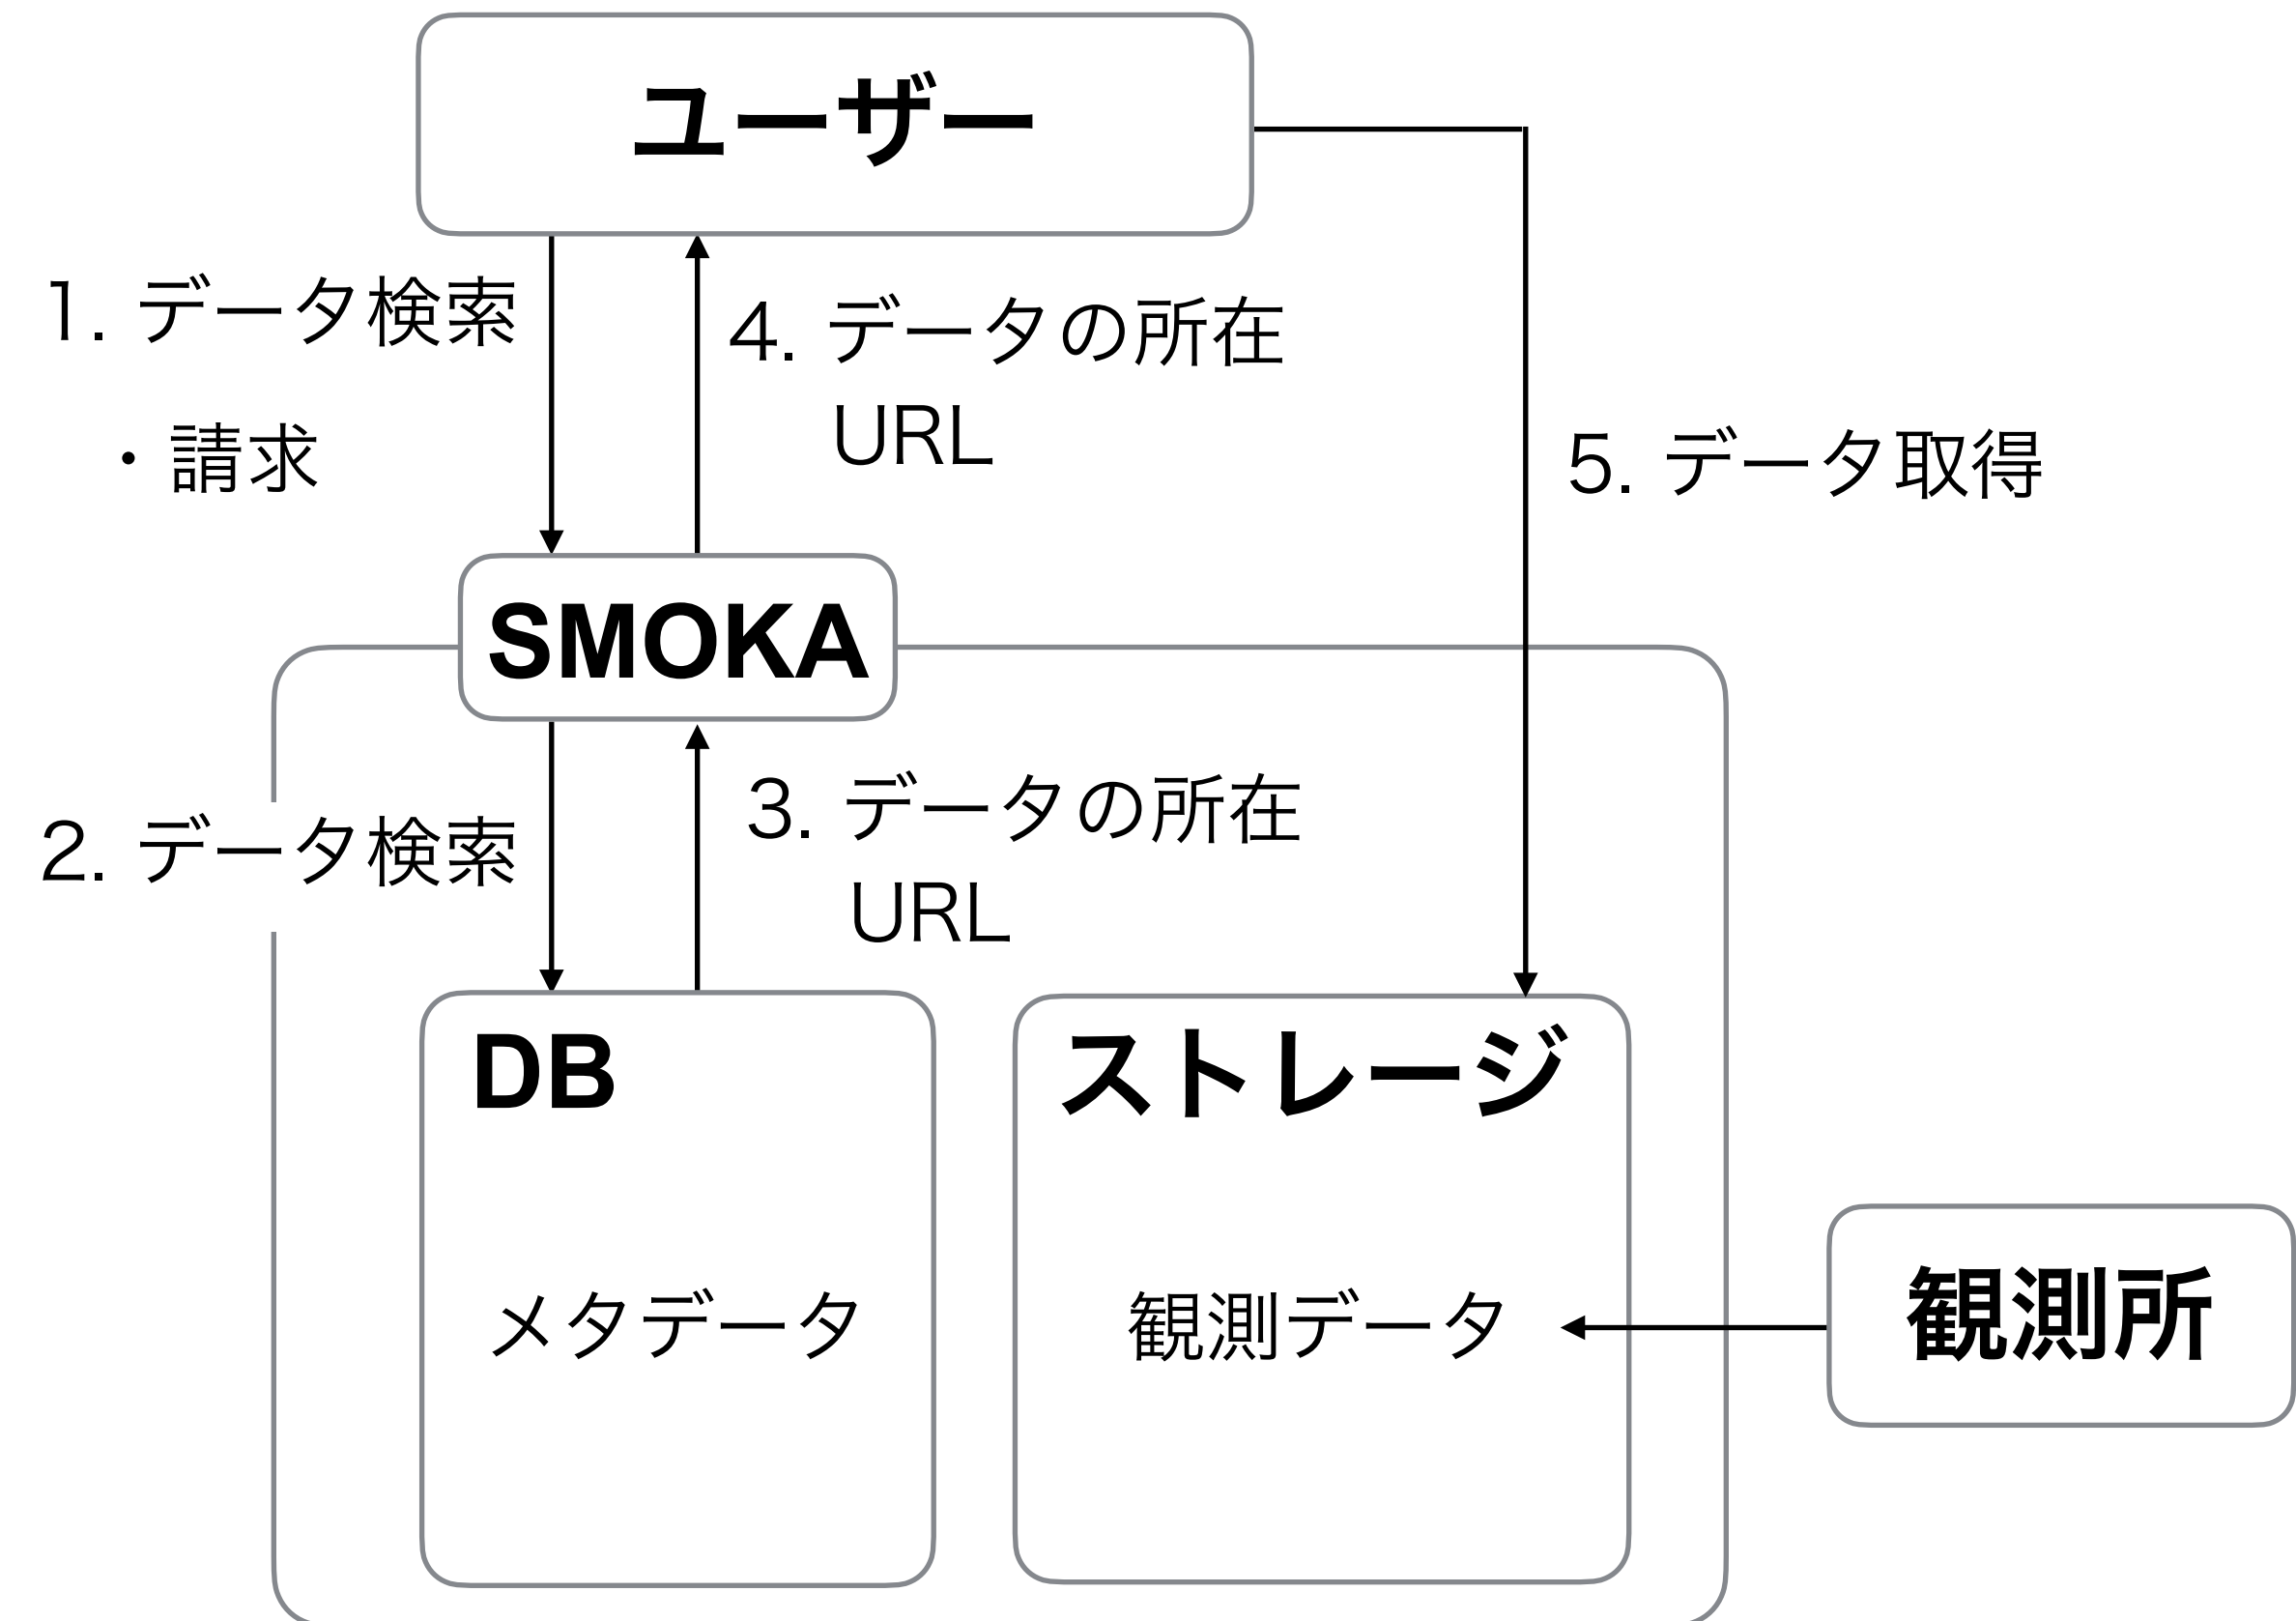 ユーザー
1. データ検索
・請求
4. データの所在
URL
5. データ取得
SMOKA
2. データ検索
3. データの所在
URL
DB
ストレージ
メタデータ
観測データ
観測所